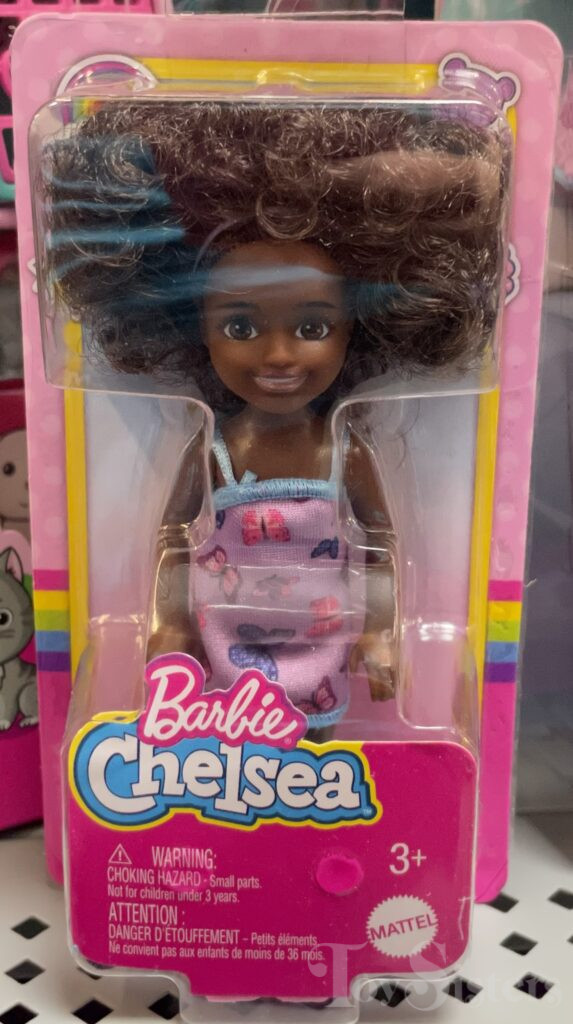 Barbie
Chelsea
WARNING:
CHOKING HAZARD - Small parts.
Not for children under 3 years.
3+
ATTENTION :
DANGER D'ÉTOUFFEMENT – Petits éléments.
Ne convient pas aux enfants de moins de 36 mois.
MATTEL
ToySisters